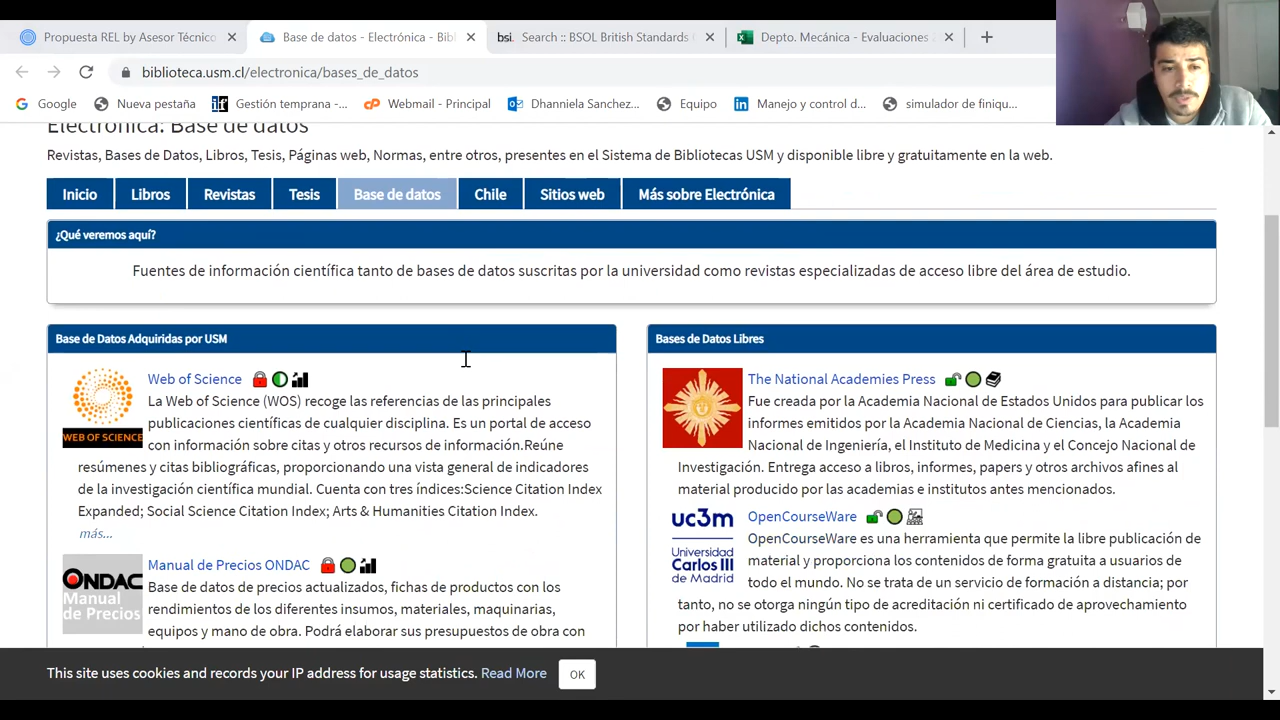 Propuesta REL by Asesor Técnico
Base de datos - Electrónica - Bib
bsi. Search :: BSOL British Standards
Depto. Mecánica - Evaluaciones 2
biblioteca.usm.cl/electronica/bases_de_datos
Google
Nueva pestaña
Gestión temprana -...
Webmail - Principal
Dhanniela Sanchez...
Equipo
Manejo y control d...
simulador de finiqu...
Electrónica: Base de datos
Revistas, Bases de Datos, Libros, Tesis, Páginas web, Normas, entre otros, presentes en el Sistema de Bibliotecas USM y disponible libre y gratuitamente en la web.
Inicio
Libros
Revistas
Tesis
Base de datos
Chile
Sitios web
Más sobre Electrónica
¿Qué veremos aquí?
Fuentes de información científica tanto de bases de datos suscritas por la universidad como revistas especializadas de acceso libre del área de estudio.
Base de Datos Adquiridas por USM
WEB OF SCIENCE
Web of Science
La Web of Science (WOS) recoge las referencias de las principales
publicaciones científicas de cualquier disciplina. Es un portal de acceso
con información sobre citas y otros recursos de información.Reúne
resúmenes y citas bibliográficas, proporcionando una vista general de indicadores
de la investigación científica mundial. Cuenta con tres índices:Science Citation Index
Expanded; Social Science Citation Index; Arts & Humanities Citation Index.
más...
ONDAC
Manual
de Precios
Manual de Precios ONDAC
Base de datos de precios actualizados, fichas de productos con los
rendimientos de los diferentes insumos, materiales, maquinarias,
equipos y mano de obra. Podrá elaborar sus presupuestos de obra con
Bases de Datos Libres
The National Academies Press
Fue creada por la Academia Nacional de Estados Unidos para publicar los
informes emitidos por la Academia Nacional de Ciencias, la Academia
Nacional de Ingeniería, el Instituto de Medicina y el Concejo Nacional de
Investigación. Entrega acceso a libros, informes, papers y otros archivos afines al
material producido por las academias e institutos antes mencionados.
uc3m
Universidad
Carlos III
de Madrid
OpenCourseWare
OpenCourseWare es una herramienta que permite la libre publicación de
material y proporciona los contenidos de forma gratuita a usuarios de
todo el mundo. No se trata de un servicio de formación a distancia; por
tanto, no se otorga ningún tipo de acreditación ni certificado de aprovechamiento
por haber utilizado dichos contenidos.
This site uses cookies and records your IP address for usage statistics. Read More
OK